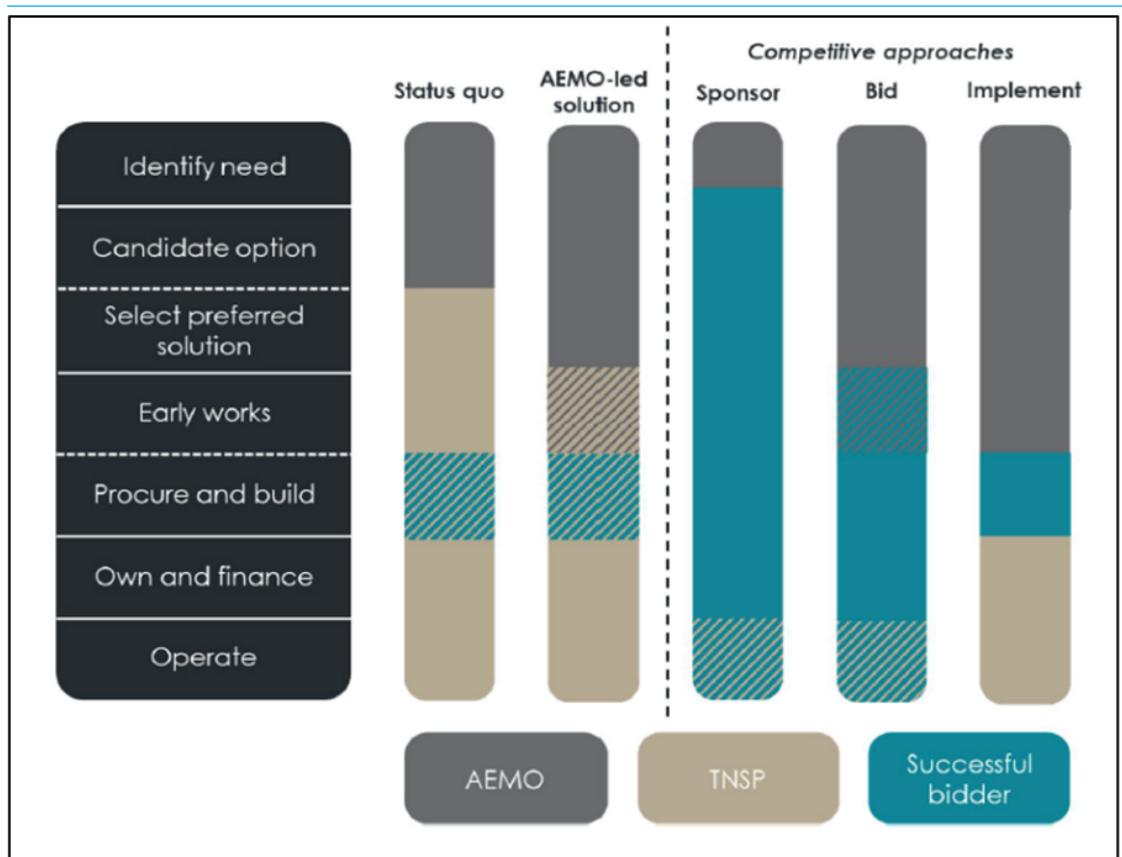 Competitive approaches
Status quo
AEMO-led
solution
Sponsor
Bid
Implement
Identify need
Candidate option
Select preferred
solution
Early works
Procure and build
Own and finance
Operate
AEMO
TNSP
Successful
bidder